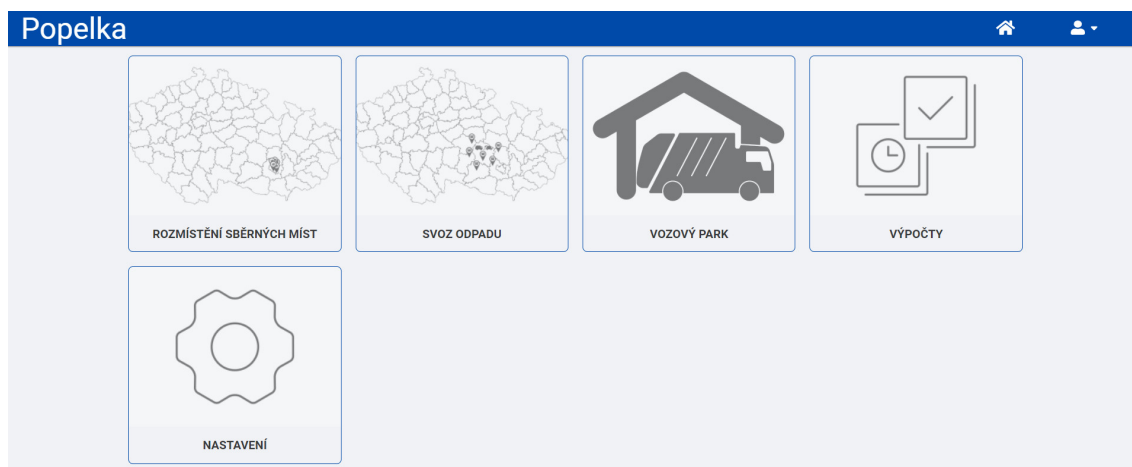 Popelka
ROZMÍSTĚNÍ SBĚRNÝCH MÍST
SVOZ ODPADU
VOZOVÝ PARK
VÝPOČTY
NASTAVENÍ